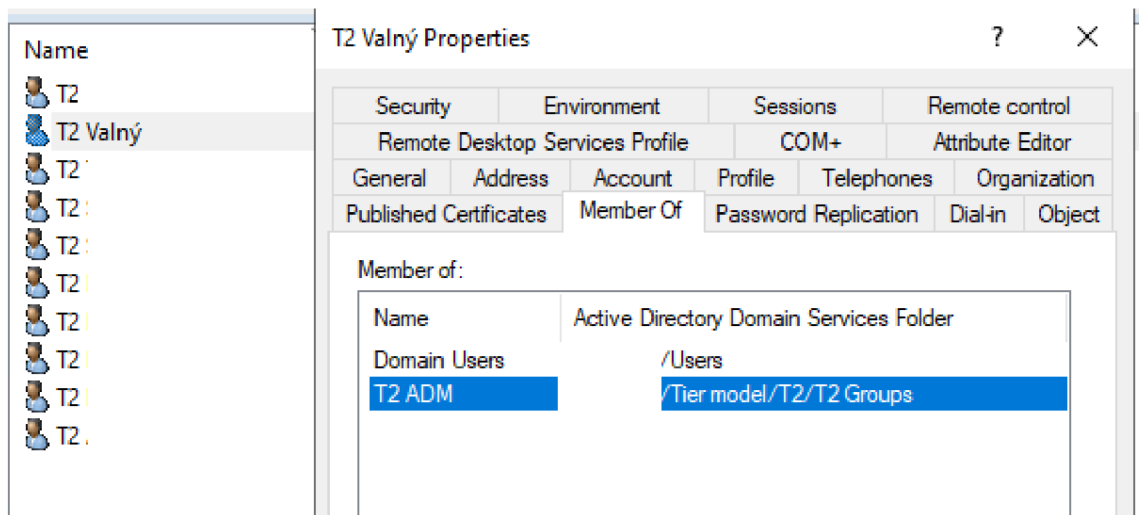 Name
T2
T2 Valný
T2
T2
T2
T2
T2
T2
T2
T2
T2 Valný Properties
? ×
Security Environment Sessions Remote control
Remote Desktop Services Profile COM+ Attribute Editor
General Address Account Profile Telephones Organization
Published Certificates Member Of Password Replication Dial-in Object
Member of:
Name Active Directory Domain Services Folder
Domain Users /Users
T2 ADM /Tier model/T2/T2 Groups